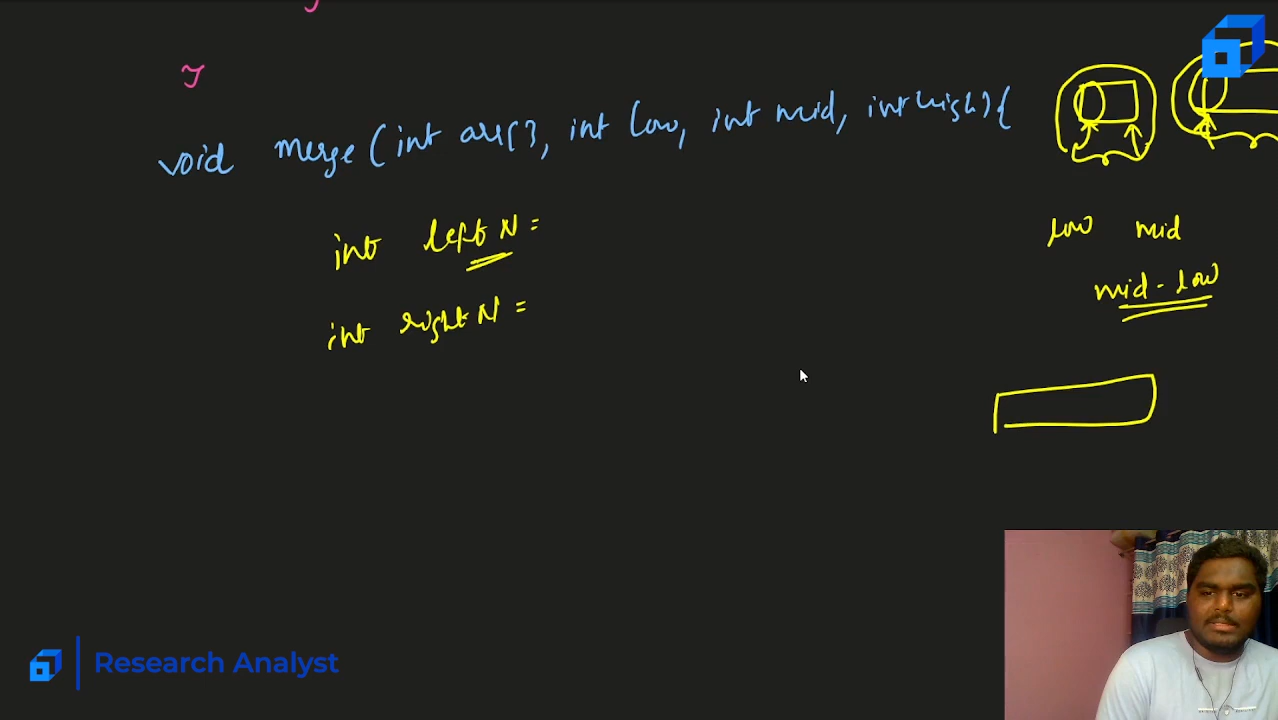 void merge (int arr[], int low, int mid, int high) {
int leftN =
int rightN =
low mid
mid - low
Research Analyst